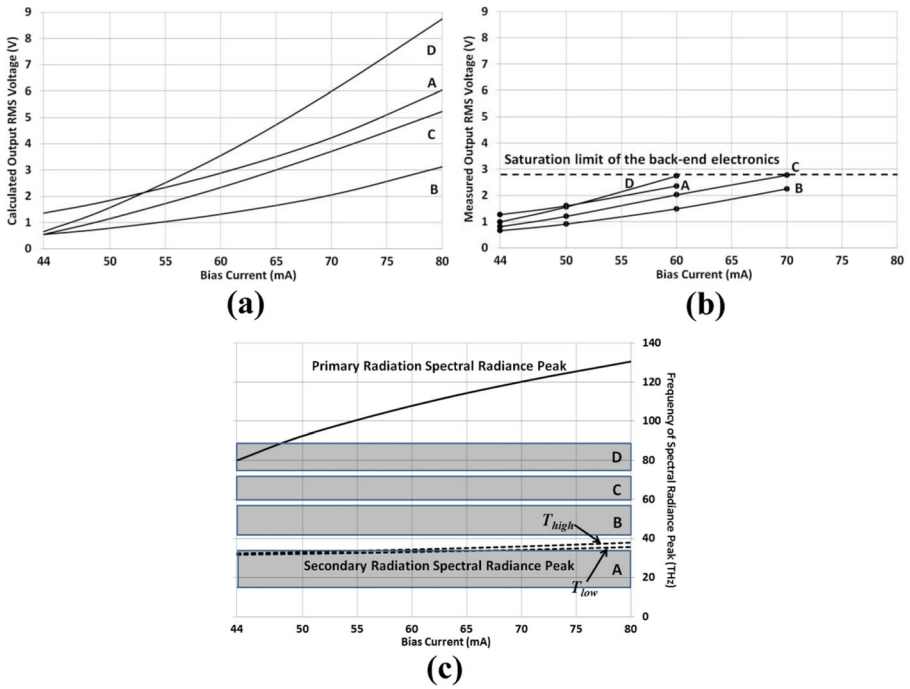 Calculated Output RMS Voltage (V)
9
8
7
6
5
4
3
2
1
0
D
A
C
B
44 50 55 60 65 70 75 80
Bias Current (mA)
(a)
Measured Output RMS Voltage (V)
9
8
7
6
5
4
3
2
1
0
Saturation limit of the back-end electronics
C
D
A
B
44 50 55 60 65 70 75 80
Bias Current (mA)
(b)
Primary Radiation Spectral Radiance Peak
D
C
B
T_high
Secondary Radiation Spectral Radiance Peak
A
T_low
140
120
100
80
60
40
20
0
Frequency of Spectral Radiance Peak (THz)
44 50 55 60 65 70 75 80
Bias Current (mA)
(c)